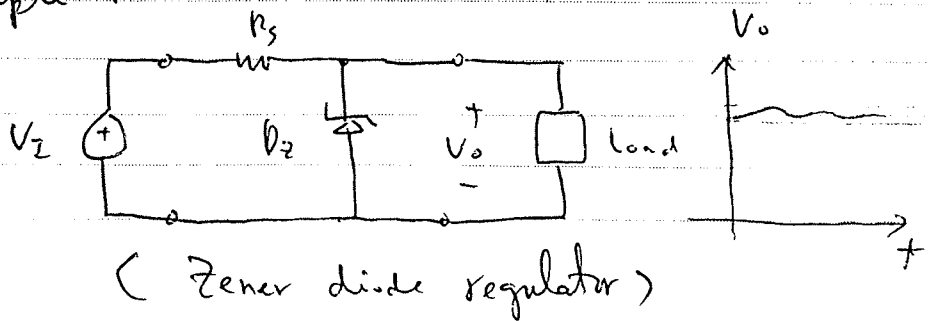 Vo
Rs
VI
+
Dz
+
Vo
-
Load
t
( Zener diode regulator )